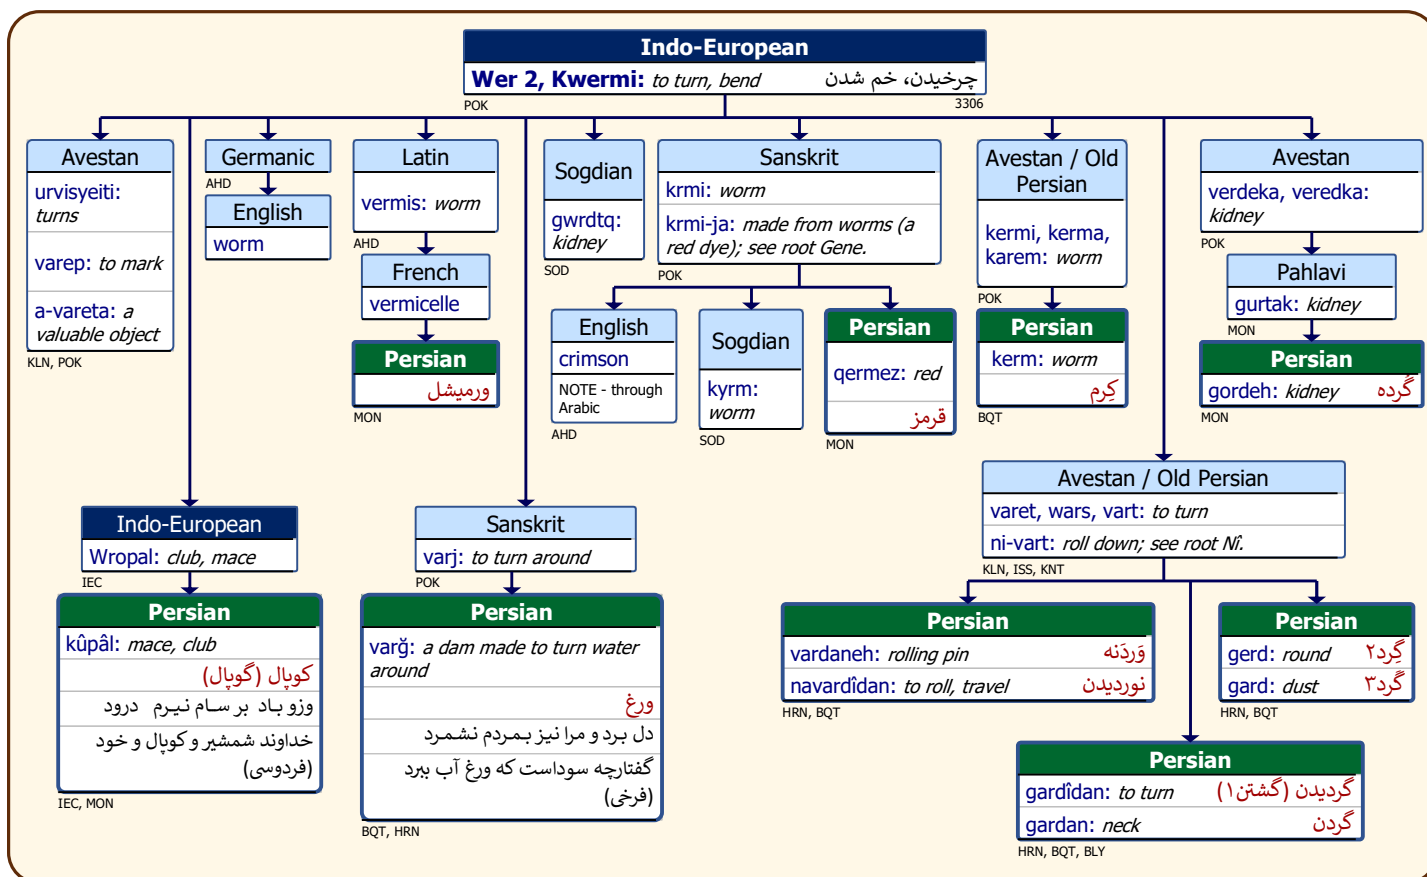 Indo-European
Wer 2, Kwermi: to turn, bend چرخیدن، خم شدن
POK 3306
Avestan
urvisyeiti:
turns
varep: to mark
a-vareta: a
valuable object
KLN, POK
Germanic
AHD
English
worm
Latin
vermis: worm
AHD
French
vermicelle
Persian
ورمیشل
MON
Sogdian
gwrdtq:
kidney
SOD
Sanskrit
krmi: worm
krmi-ja: made from worms (a
red dye); see root Gene.
POK
English
crimson
NOTE - through
Arabic
AHD
Sogdian
kyrm:
worm
SOD
Persian
qermez: red
قرمز
MON
Avestan / Old
Persian
kermi, kerma,
karem: worm
POK
Persian
kerm: worm
کِرم
BQT
Avestan
verdeka, veredka:
kidney
POK
Pahlavi
gurtak: kidney
MON
Persian
gordeh: kidney گُرده
MON
Indo-European
Wropal: club, mace
IEC
Persian
kûpâl: mace, club
کوپال (گوپال)
وزو باد بر سام نیرم درود
خداوند شمشیر و کوپال و خود
(فردوسی)
IEC, MON
Sanskrit
varj: to turn around
POK
Persian
varğ: a dam made to turn water
around
ورغ
دل برد و مرا نیز بمردم نشمرد
گفتارچه سوداست که ورغ آب ببرد
(فرخی)
BQT, HRN
Avestan / Old Persian
varet, wars, vart: to turn
ni-vart: roll down; see root Nî.
KLN, ISS, KNT
Persian
vardaneh: rolling pin وَردَنه
navardîdan: to roll, travel نوردیدن
HRN, BQT
Persian
gerd: round گِرد۲
gard: dust گَرد۳
HRN, BQT
Persian
gardîdan: to turn گردیدن (گشتن۱)
gardan: neck گردن
HRN, BQT, BLY